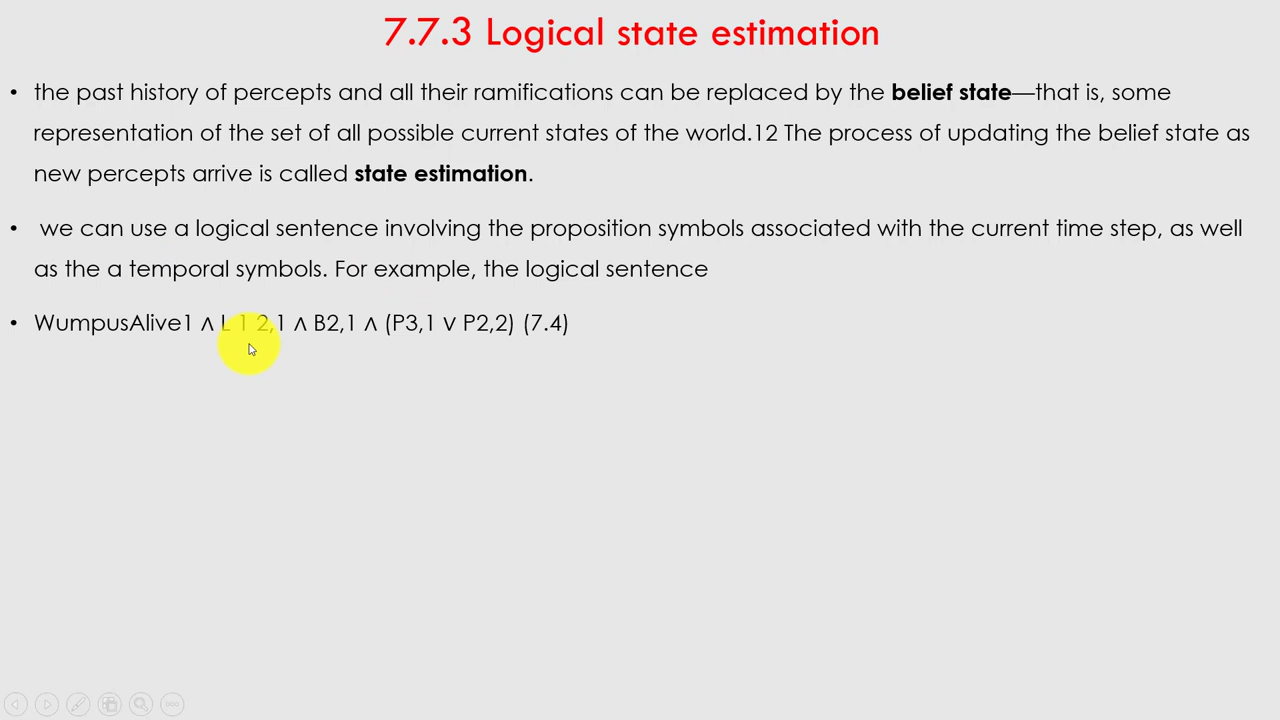 7.7.3 Logical state estimation
• the past history of percepts and all their ramifications can be replaced by the belief state—that is, some
representation of the set of all possible current states of the world.12 The process of updating the belief state as
new percepts arrive is called state estimation.
• we can use a logical sentence involving the proposition symbols associated with the current time step, as well
as the a temporal symbols. For example, the logical sentence
• WumpusAlive1 ∧ L 1 2,1 ∧ B2,1 ∧ (P3,1 ∨ P2,2) (7.4)